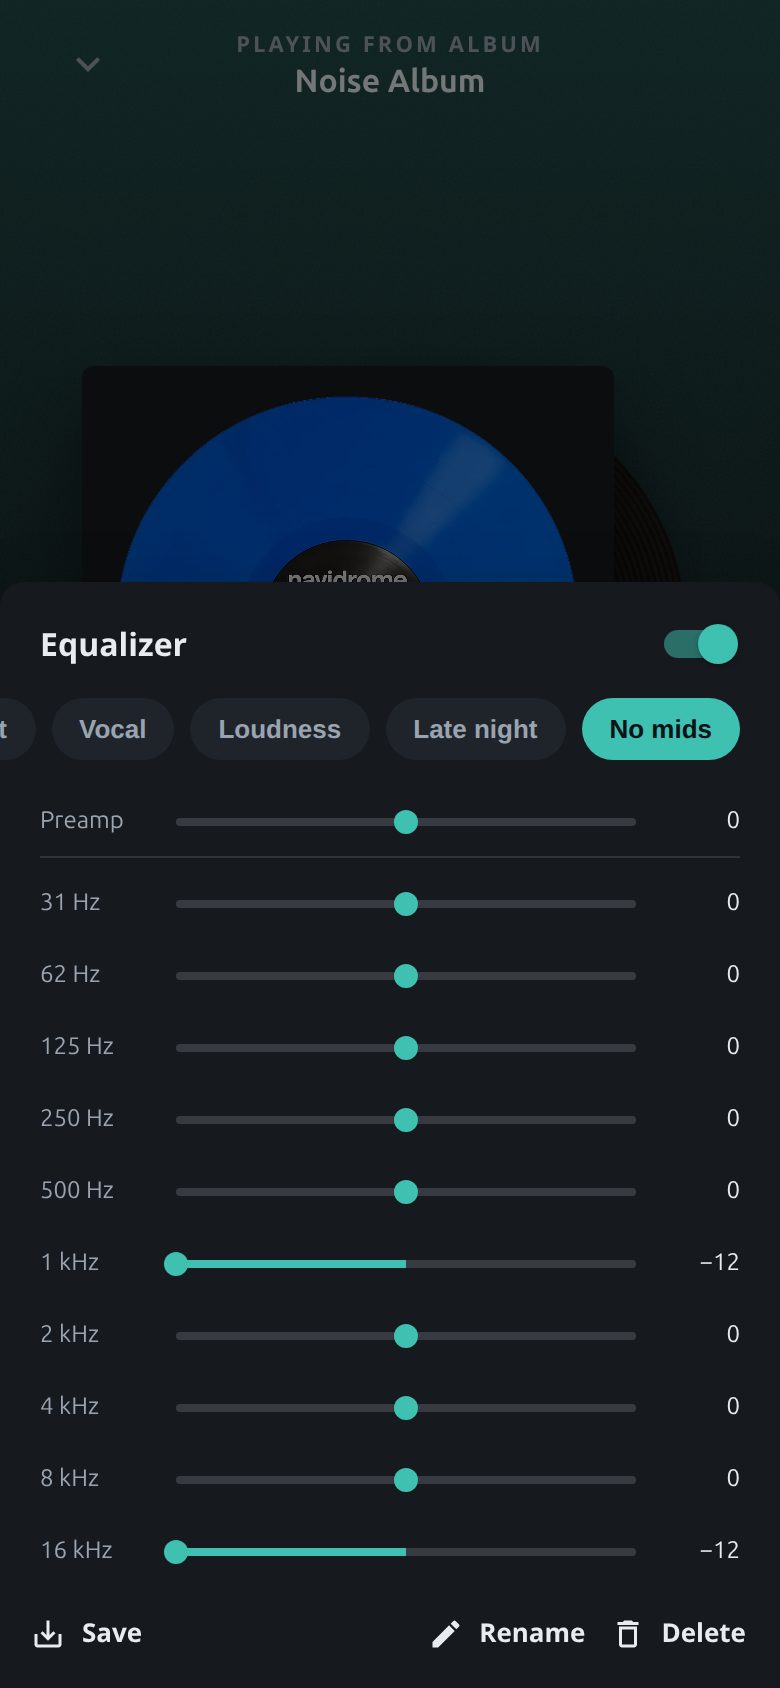 PLAYING FROM ALBUM
Noise Album
navidrome
Equalizer
t Vocal Loudness Late night No mids
Preamp 0
31 Hz 0
62 Hz 0
125 Hz 0
250 Hz 0
500 Hz 0
1 kHz −12
2 kHz 0
4 kHz 0
8 kHz 0
16 kHz −12
Save Rename Delete